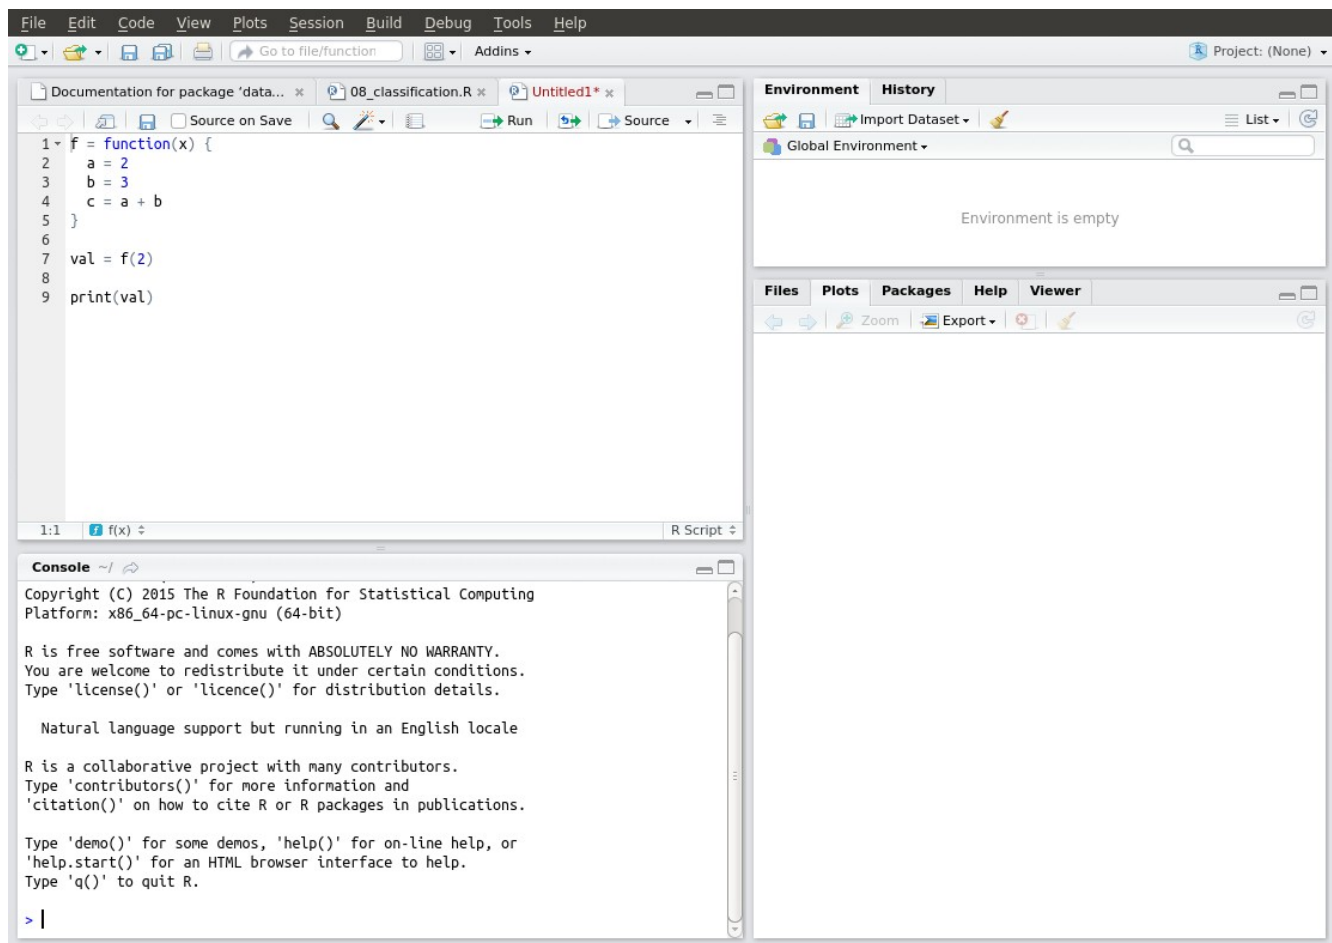 File Edit Code View Plots Session Build Debug Tools Help
Go to file/function Addins Project: (None)
Documentation for package ‘data... × 08_classification.R × Untitled1* ×
Source on Save Run Source
1 f = function(x) {
2 a = 2
3 b = 3
4 c = a + b
5 }
6
7 val = f(2)
8
9 print(val)
1:1 f(x) R Script
Console ~/
Copyright (C) 2015 The R Foundation for Statistical Computing
Platform: x86_64-pc-linux-gnu (64-bit)
R is free software and comes with ABSOLUTELY NO WARRANTY.
You are welcome to redistribute it under certain conditions.
Type 'license()' or 'licence()' for distribution details.
Natural language support but running in an English locale
R is a collaborative project with many contributors.
Type 'contributors()' for more information and
'citation()' on how to cite R or R packages in publications.
Type 'demo()' for some demos, 'help()' for on-line help, or
'help.start()' for an HTML browser interface to help.
Type 'q()' to quit R.
>
Environment History
Import Dataset List
Global Environment
Environment is empty
Files Plots Packages Help Viewer
Zoom Export